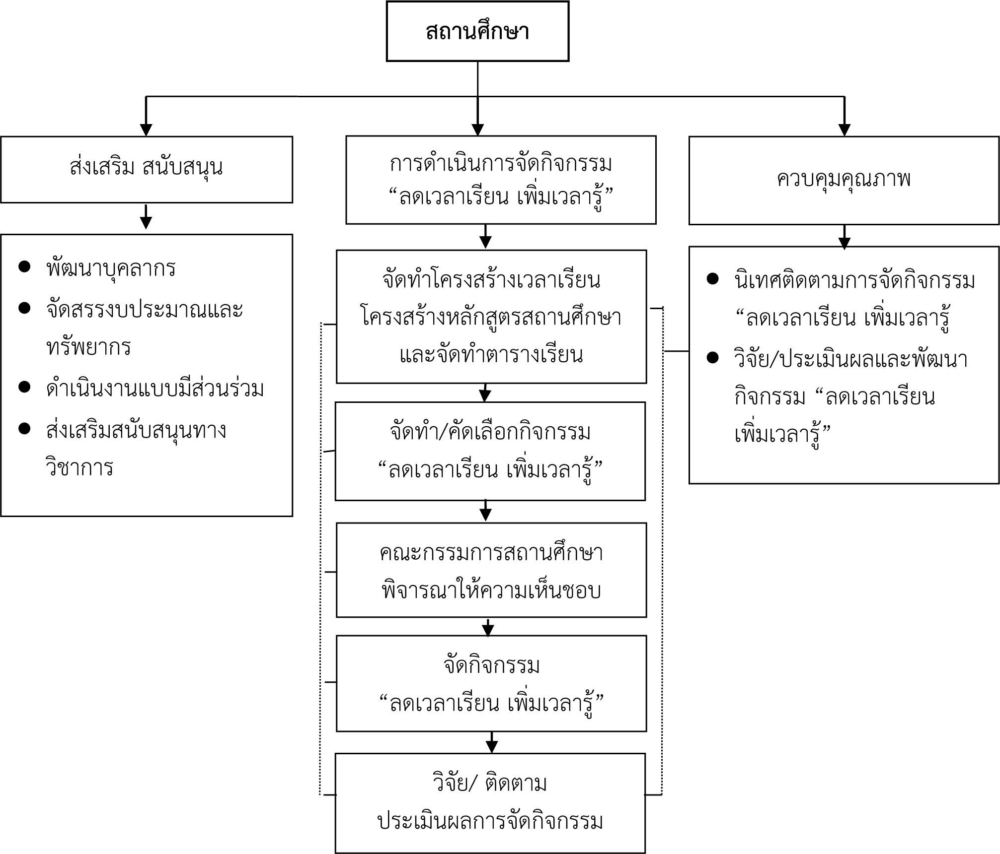 สถานศึกษา
ส่งเสริม สนับสนุน
พัฒนาบุคลากร
จัดสรรงบประมาณและ
ทรัพยากร
ดำเนินงานแบบมีส่วนร่วม
ส่งเสริมสนับสนุนทาง
วิชาการ
การดำเนินการจัดกิจกรรม
“ลดเวลาเรียน เพิ่มเวลารู้”
จัดทำโครงสร้างเวลาเรียน
โครงสร้างหลักสูตรสถานศึกษา
และจัดทำตารางเรียน
จัดทำ/คัดเลือกกิจกรรม
“ลดเวลาเรียน เพิ่มเวลารู้”
คณะกรรมการสถานศึกษา
พิจารณาให้ความเห็นชอบ
จัดกิจกรรม
“ลดเวลาเรียน เพิ่มเวลารู้”
วิจัย/ ติดตาม
ประเมินผลการจัดกิจกรรม
ควบคุมคุณภาพ
นิเทศติดตามการจัดกิจกรรม
“ลดเวลาเรียน เพิ่มเวลารู้
วิจัย/ประเมินผลและพัฒนา
กิจกรรม “ลดเวลาเรียน
เพิ่มเวลารู้”